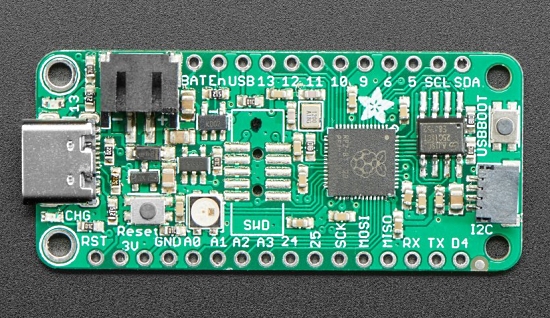 BAT En USB 13 12 11 10 9 6 5 SCL SDA
13
USBBOOT
CHG
Reset
SWD
I2C
RST 3V GND A0 A1 A2 A3 24 25 SCK MOSI MISO RX TX D4